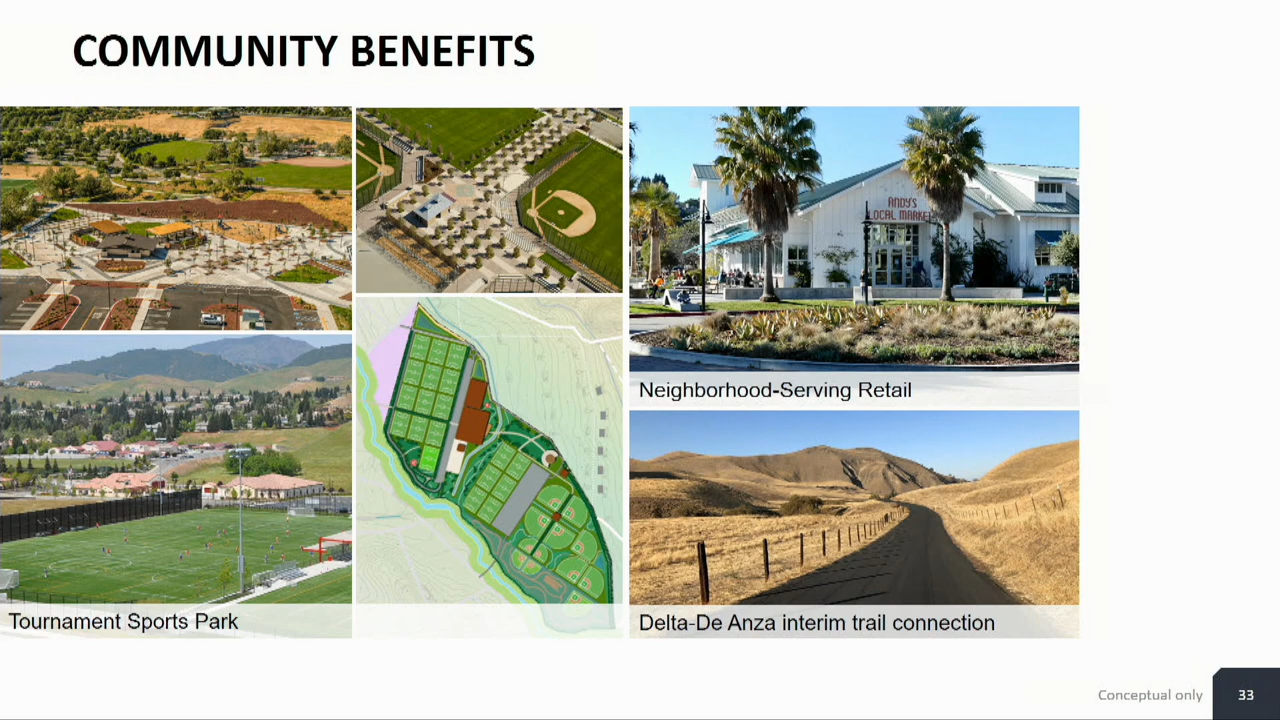 COMMUNITY BENEFITS
ANDY'S
LOCAL MARKET
Neighborhood-Serving Retail
Tournament Sports Park
Delta-De Anza interim trail connection
Conceptual only
33